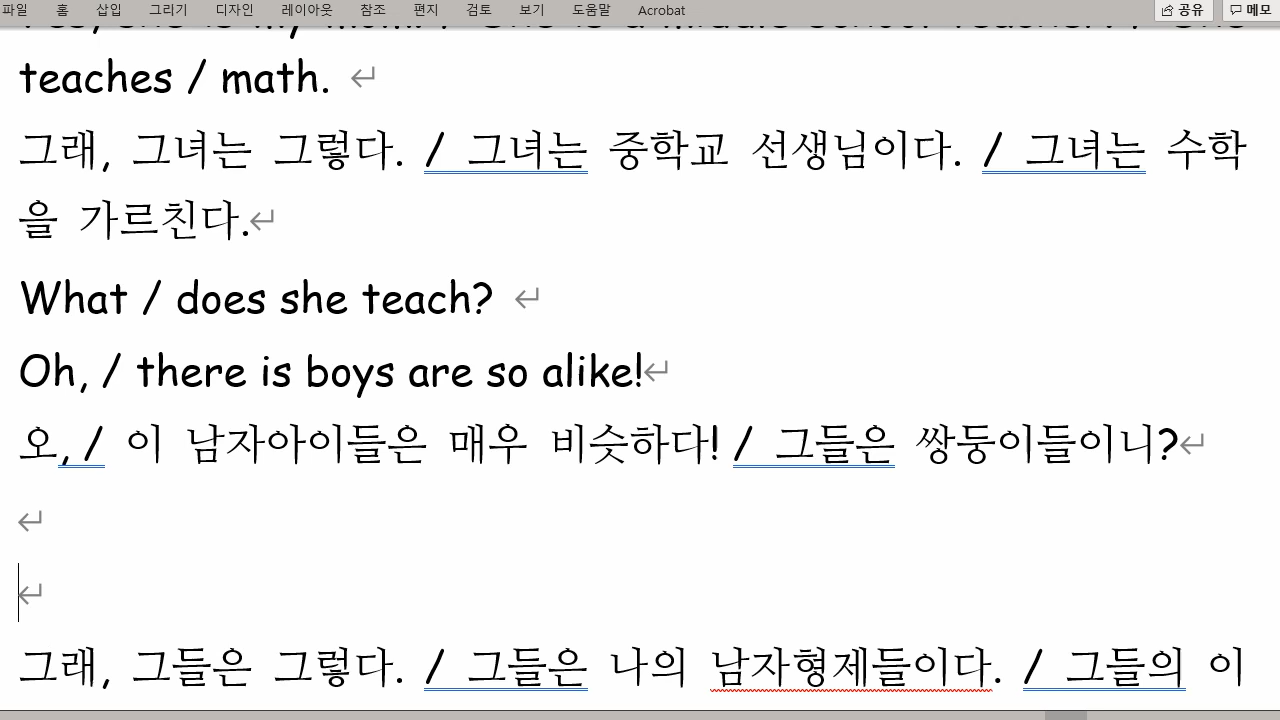 파일 홈 삽입 그리기 디자인 레이아웃 참조 편지 검토 보기 도움말 Acrobat 공유 메모
teaches / math.
그래, 그녀는 그렇다. / 그녀는 중학교 선생님이다. / 그녀는 수학
을 가르친다.
What / does she teach?
Oh, / there is boys are so alike!
오, / 이 남자아이들은 매우 비슷하다! / 그들은 쌍둥이들이니?
그래, 그들은 그렇다. / 그들은 나의 남자형제들이다. / 그들의 이